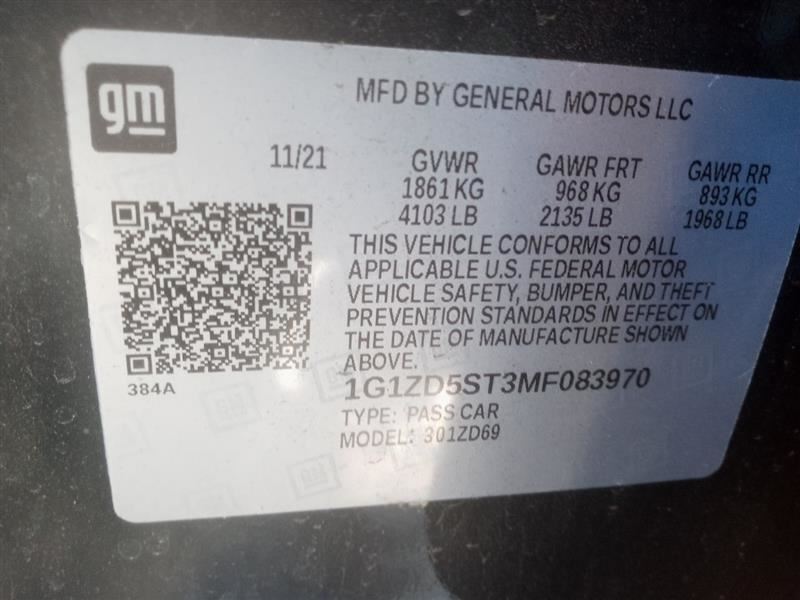 gm
MFD BY GENERAL MOTORS LLC
11/21 GVWR GAWR FRT GAWR RR
1861 KG 968 KG 893 KG
4103 LB 2135 LB 1968 LB
THIS VEHICLE CONFORMS TO ALL
APPLICABLE U.S. FEDERAL MOTOR
VEHICLE SAFETY, BUMPER, AND THEFT
PREVENTION STANDARDS IN EFFECT ON
THE DATE OF MANUFACTURE SHOWN
ABOVE.
384A
1G1ZD5ST3MF083970
TYPE: PASS CAR
MODEL: 301ZD69